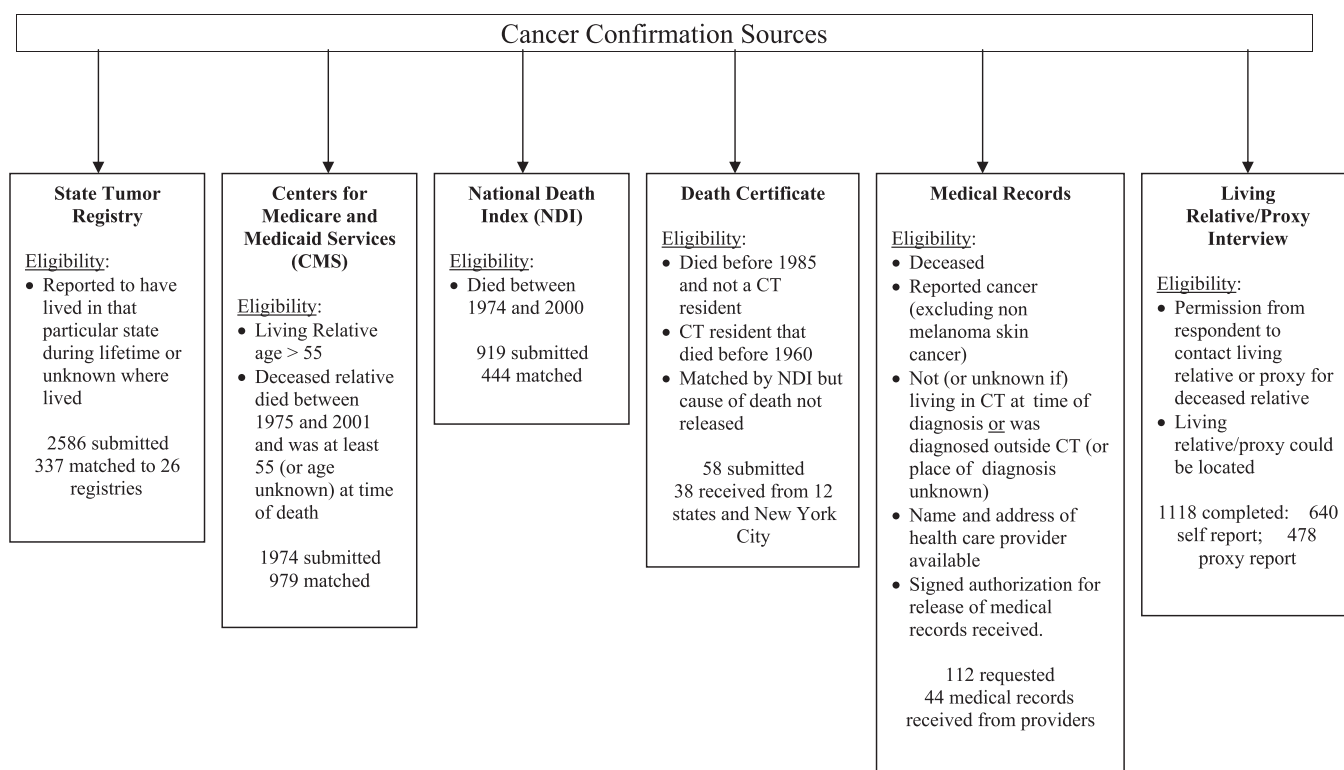 Cancer Confirmation Sources
State Tumor
Registry
Eligibility:
• Reported to have
lived in that
particular state
during lifetime or
unknown where
lived
2586 submitted
337 matched to 26
registries
Centers for
Medicare and
Medicaid Services
(CMS)
Eligibility:
• Living Relative
age > 55
• Deceased relative
died between
1975 and 2001
and was at least
55 (or age
unknown) at time
of death
1974 submitted
979 matched
National Death
Index (NDI)
Eligibility:
• Died between
1974 and 2000
919 submitted
444 matched
Death Certificate
Eligibility:
• Died before 1985
and not a CT
resident
• CT resident that
died before 1960
• Matched by NDI but
cause of death not
released
58 submitted
38 received from 12
states and New York
City
Medical Records
Eligibility:
• Deceased
• Reported cancer
(excluding non
melanoma skin
cancer)
• Not (or unknown if)
living in CT at time of
diagnosis or was
diagnosed outside CT (or
place of diagnosis
unknown)
• Name and address of
health care provider
available
• Signed authorization for
release of medical
records received.
112 requested
44 medical records
received from providers
Living
Relative/Proxy
Interview
Eligibility:
• Permission from
respondent to
contact living
relative or proxy for
deceased relative
• Living
relative/proxy could
be located
1118 completed: 640
self report; 478
proxy report